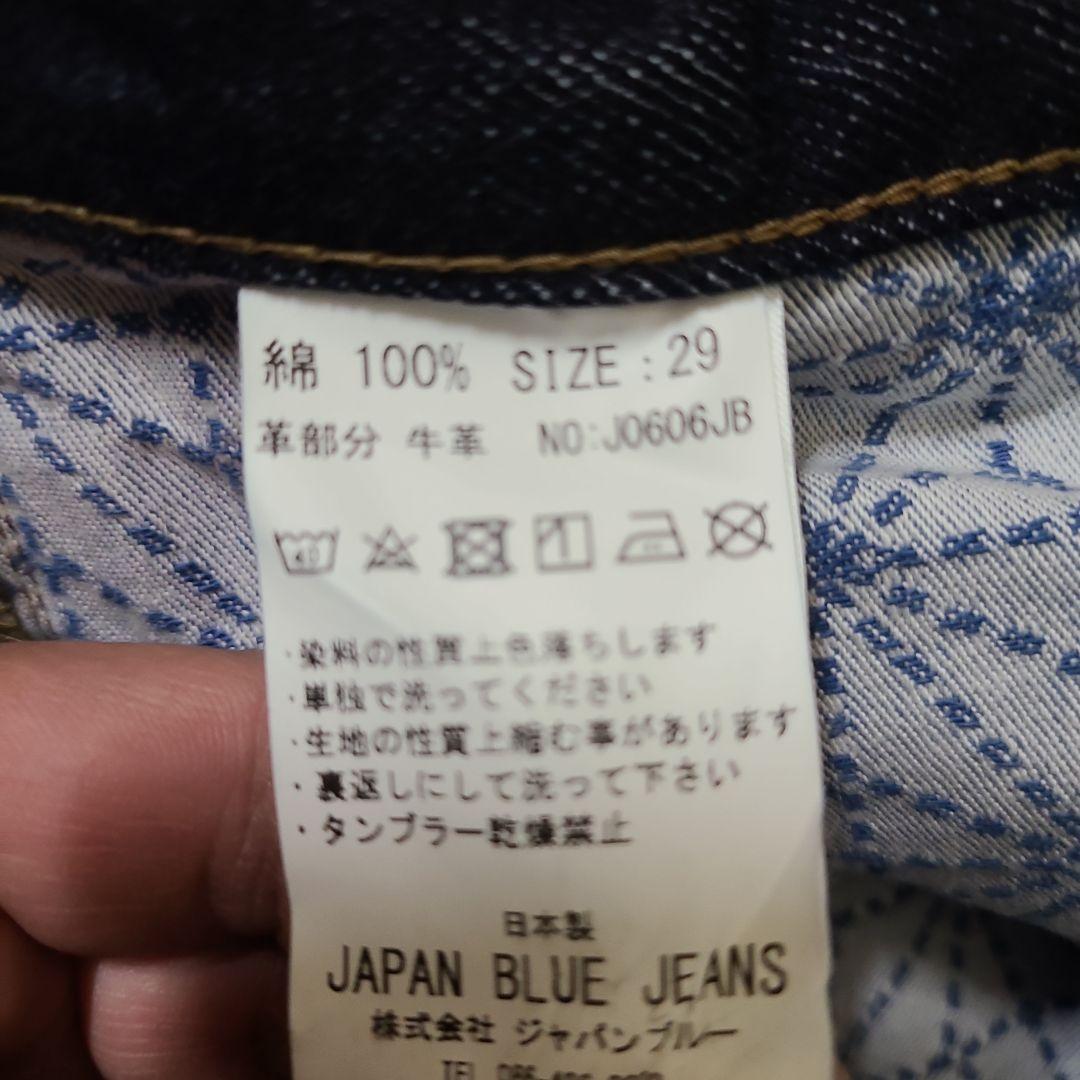 綿 100% SIZE : 29
革部分 牛革 NO:J0606JB
40 1
・染料の性質上色落ちします
・単独で洗ってください
・生地の性質上縮む事があります
・裏返しにして洗って下さい
・タンブラー乾燥禁止
日本製
JAPAN BLUE JEANS
株式会社 ジャパンブルー
TEL 086-